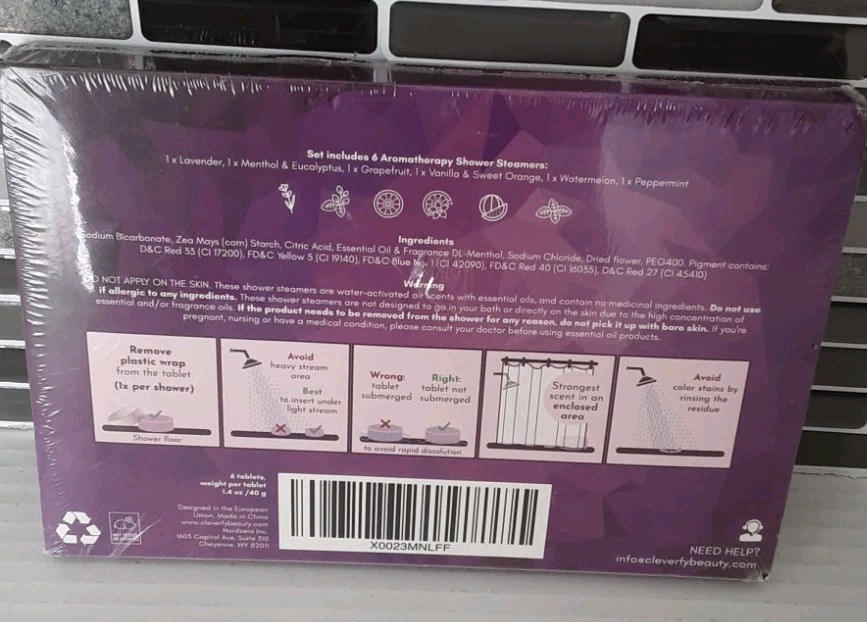 Set includes 6 Aromatherapy Shower Steamers:
1 x Lavender, 1 x Menthol & Eucalyptus, 1 x Grapefruit, 1 x Vanilla & Sweet Orange, 1 x Watermelon, 1 x Peppermint
Ingredients
Sodium Bicarbonate, Zea Mays (corn) Starch, Citric Acid, Essential Oil & Fragrance DL-Menthol, Sodium Chloride, Dried flower, PEG400. Pigment contains:
D&C Red 33 (CI 17200), FD&C Yellow 5 (CI 19140), FD&C Blue No. 1 (CI 42090), FD&C Red 40 (CI 16035), D&C Red 27 (CI 45410)
Warning
DO NOT APPLY ON THE SKIN. These shower steamers are water-activated air scents with essential oils, and contain no medicinal ingredients. Do not use
if allergic to any ingredients. These shower steamers are not designed to go in your bath or directly on the skin due to the high concentration of
essential and/or fragrance oils. If the product needs to be removed from the shower for any reason, do not pick it up with bare skin. If you're
pregnant, nursing or have a medical condition, please consult your doctor before using essential oil products.
Remove
plastic wrap
from the tablet
(1x per shower)
Shower floor
Avoid
heavy stream
area
Best
to insert under
light stream
Wrong:
tablet
submerged
Right:
tablet not
submerged
to avoid rapid dissolution
Strongest
scent in an
enclosed
area
Avoid
color stains by
rinsing the
residue
6 tablets,
weight per tablet
1.4 oz /40 g
Designed in the European
Union, Made in China
www.cleverfybeauty.com
Nordzero Inc.
1603 Capitol Ave, Suite 310
Cheyenne, WY 82001
X0023MNLFF
NEED HELP?
info@cleverfybeauty.com